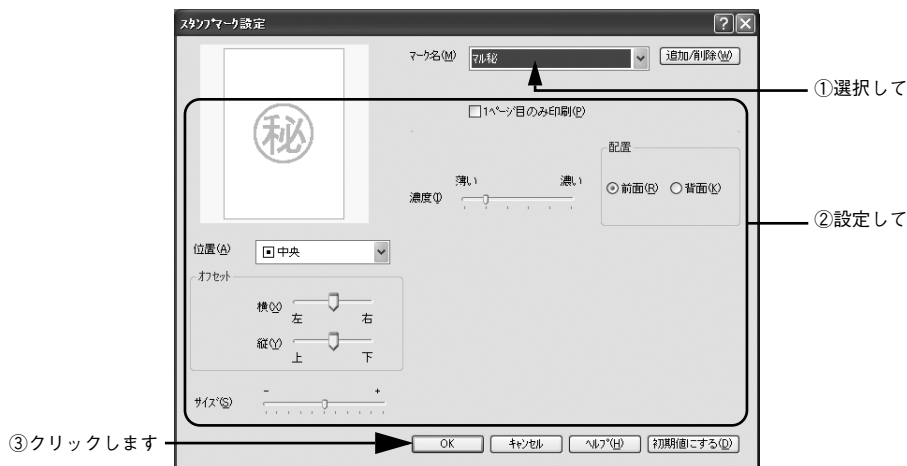 スタンプマーク設定
マーク名(M) マル秘 追加/削除(W)
①選択して
1ページ目のみ印刷(P)
秘
配置
薄い 濃い
濃度(I)
前面(R) 背面(K)
②設定して
位置(A) 中央
オフセット
横(X)
左 右
縦(Y)
上 下
サイズ(S) - +
③クリックします
OK キャンセル ヘルプ(H) 初期値にする(D)